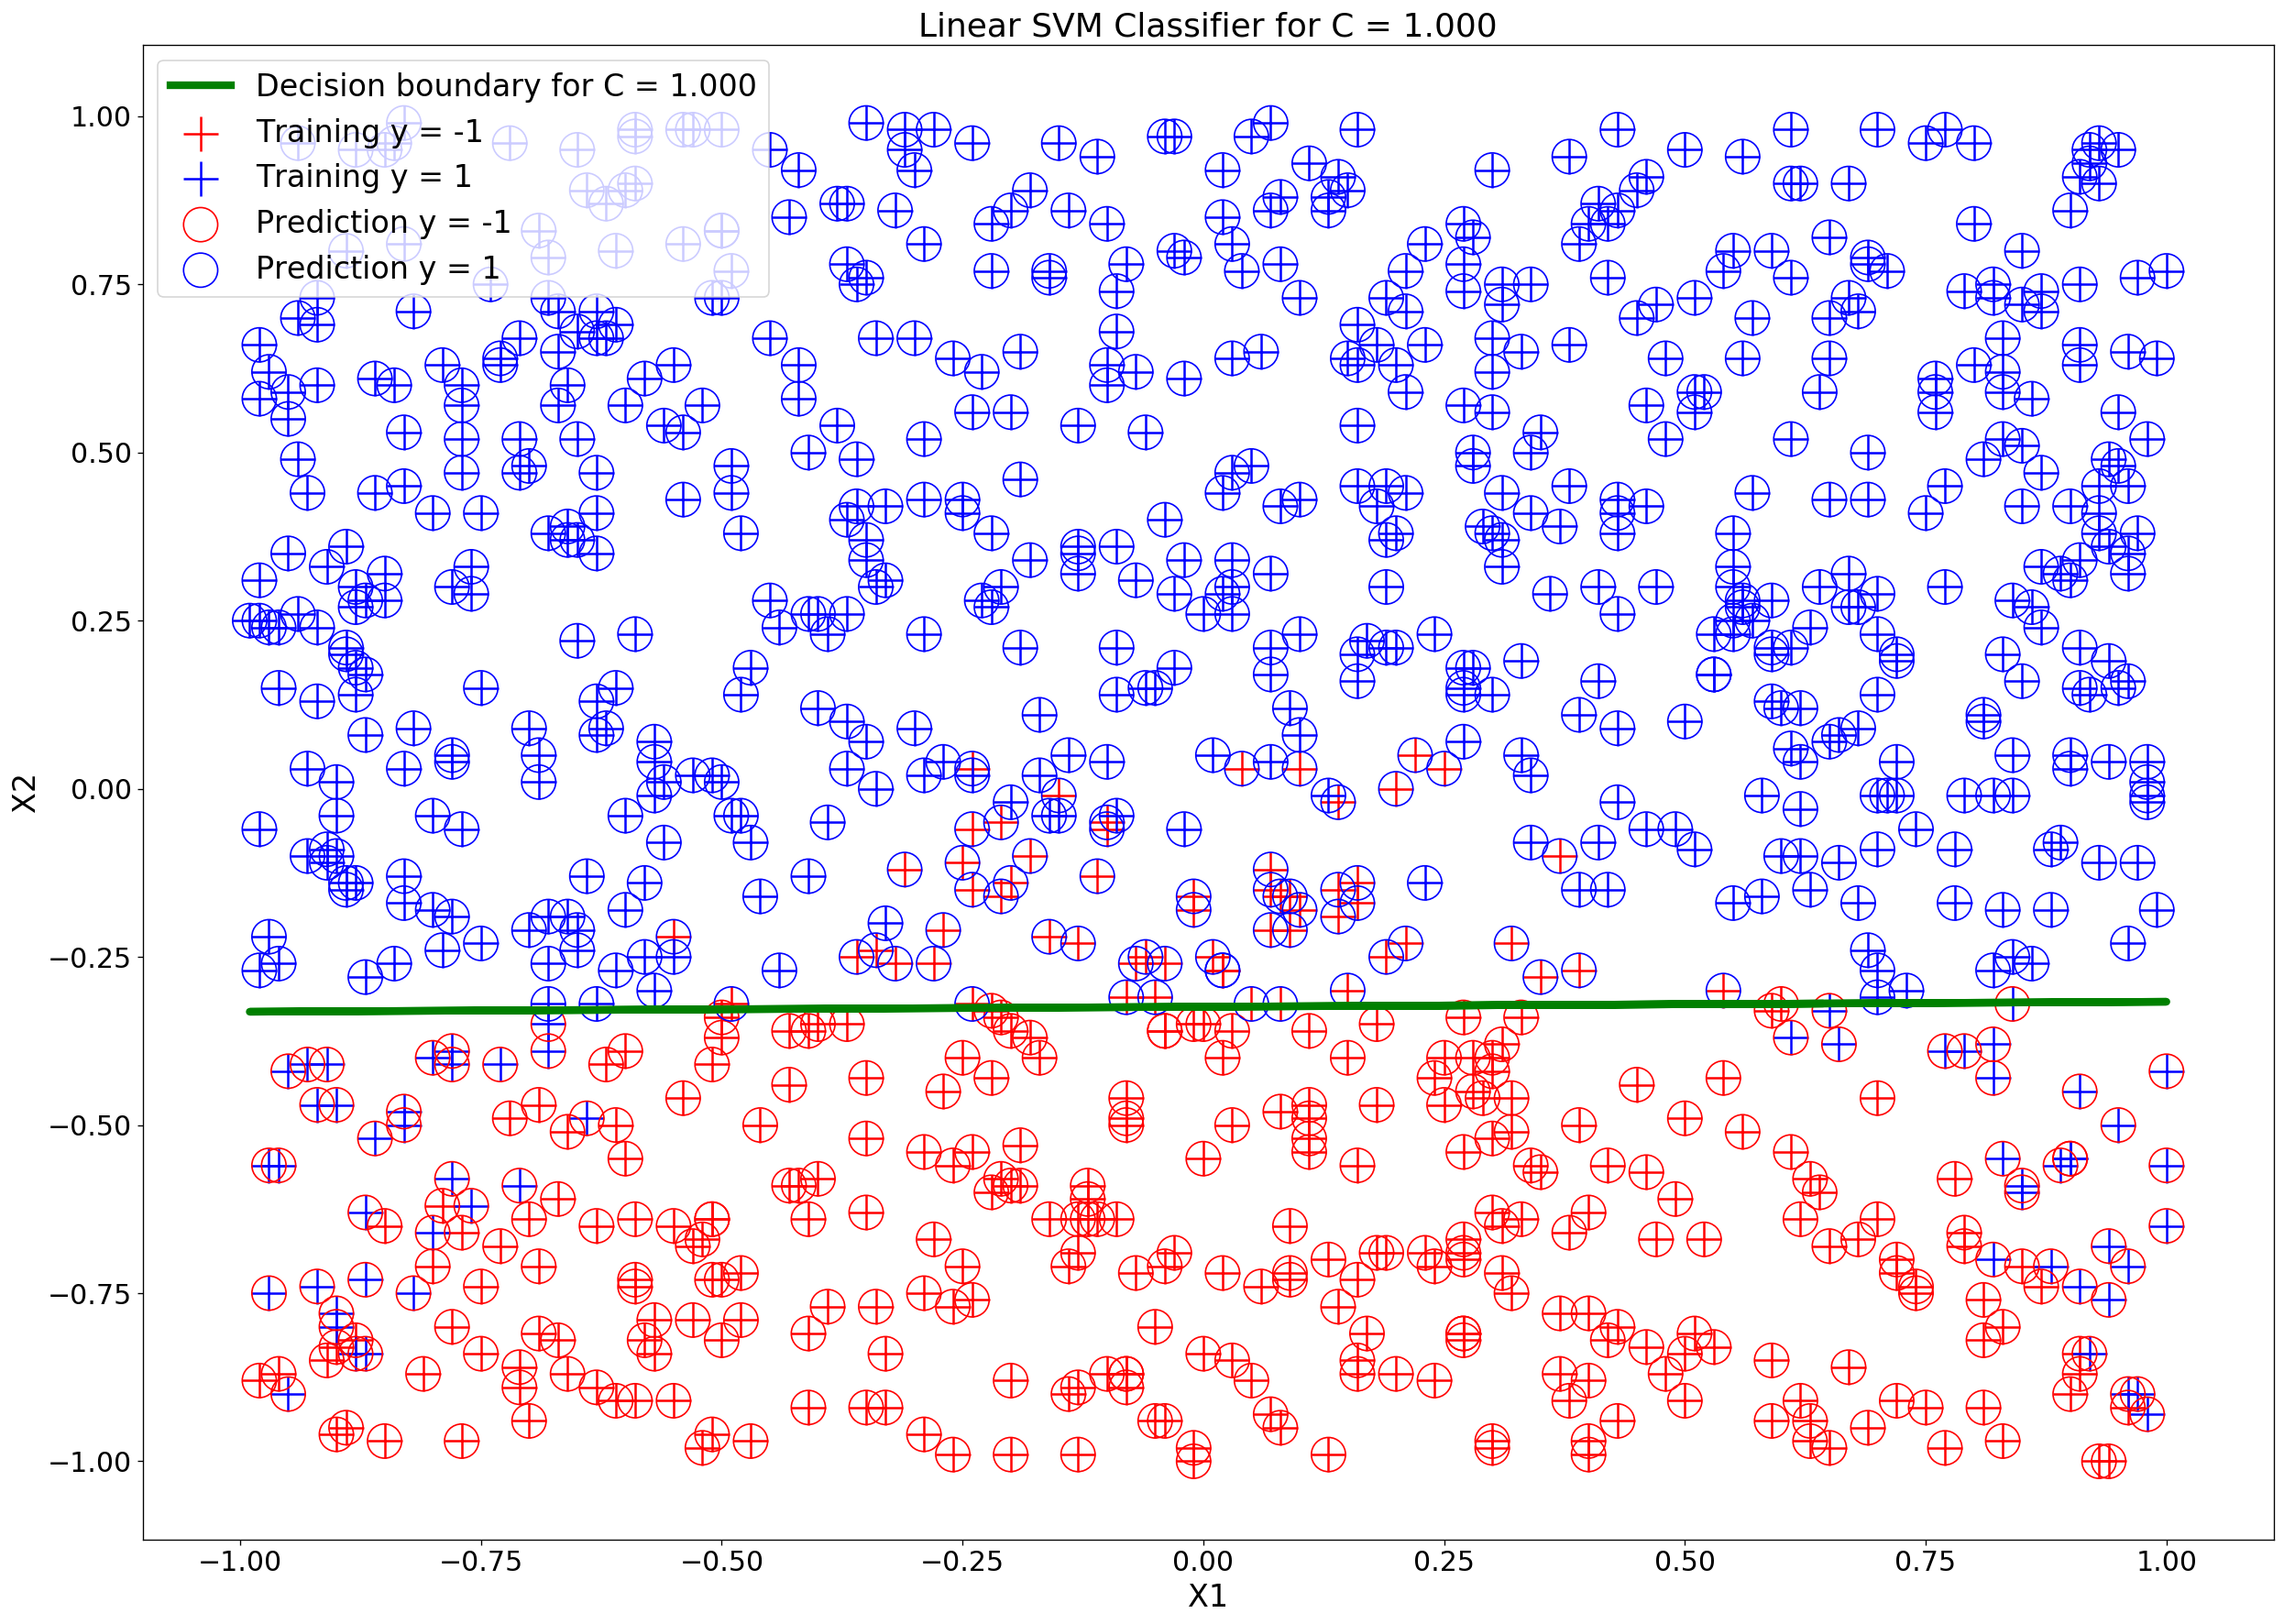 Linear SVM Classifier for C = 1.000
Decision boundary for C = 1.000
Training y = -1
Training y = 1
Prediction y = -1
Prediction y = 1
1.00
0.75
0.50
0.25
0.00
−0.25
−0.50
−0.75
−1.00
X2
−1.00 −0.75 −0.50 −0.25 0.00 0.25 0.50 0.75 1.00
X1